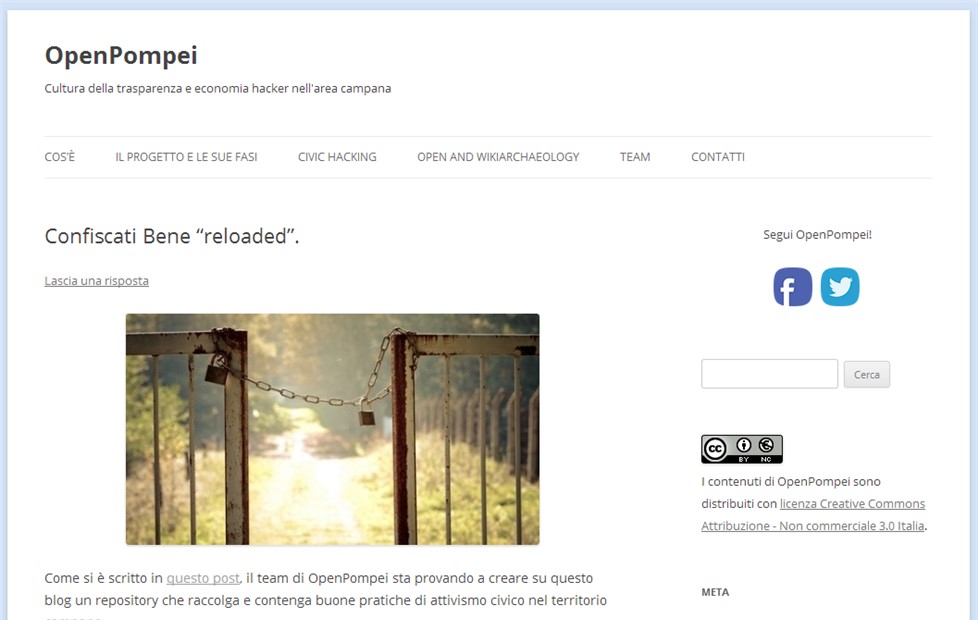 OpenPompei
Cultura della trasparenza e economia hacker nell'area campana
COS'È IL PROGETTO E LE SUE FASI CIVIC HACKING OPEN AND WIKIARCHAEOLOGY TEAM CONTATTI
Confiscati Bene “reloaded”.
Lascia una risposta
Come si è scritto in questo post, il team di OpenPompei sta provando a creare su questo
blog un repository che raccolga e contenga buone pratiche di attivismo civico nel territorio
Segui OpenPompei!
Cerca
cc BY NC
I contenuti di OpenPompei sono
distribuiti con licenza Creative Commons
Attribuzione - Non commerciale 3.0 Italia.
META